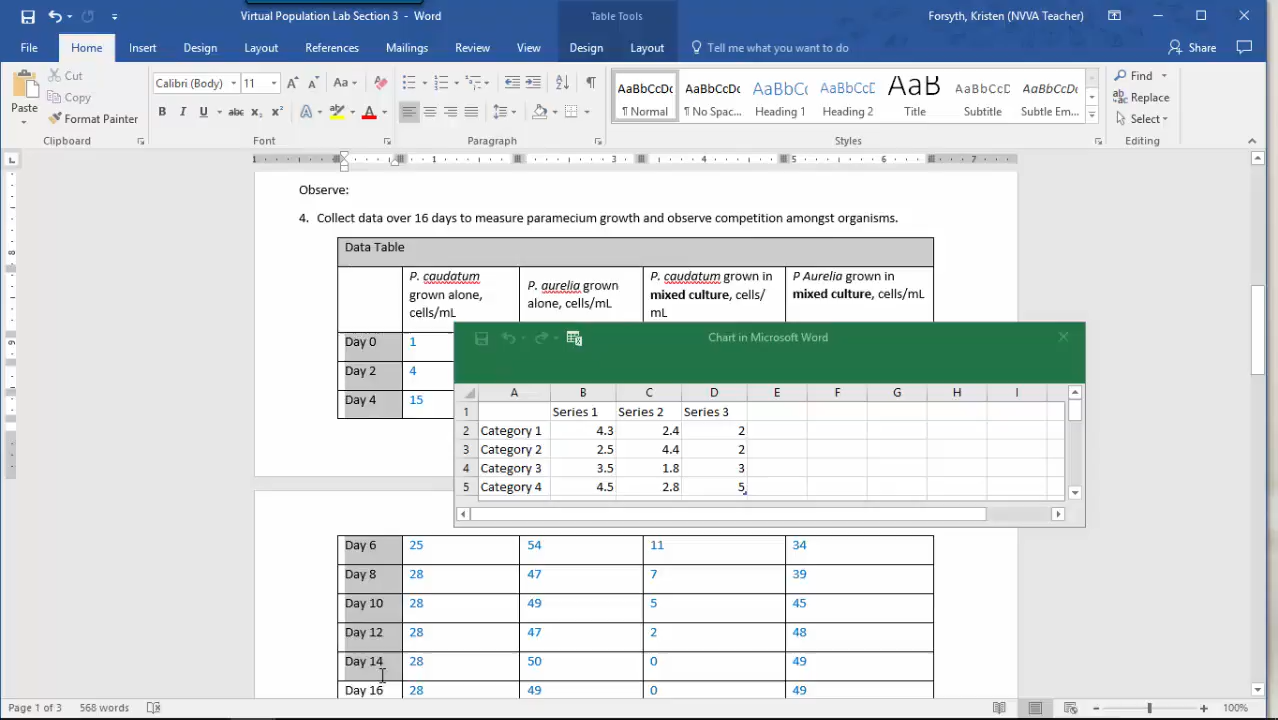 Virtual Population Lab Section 3 - Word
Table Tools
Forsyth, Kristen (NVVA Teacher)
File Home Insert Design Layout References Mailings Review View Design Layout Tell me what you want to do Share
Paste
Cut
Copy
Format Painter
Clipboard
Calibri (Body) 11
Font
Paragraph
AaBbCcDc AaBbCcDc AaBbCc AaBbCcC AaB AaBbCcD AaBbCcDc
¶ Normal ¶ No Spac... Heading 1 Heading 2 Title Subtitle Subtle Em...
Styles
Find
Replace
Select
Editing
1 1 3 4 5 6 7
Observe:
4. Collect data over 16 days to measure paramecium growth and observe competition amongst organisms.
Data Table
P. caudatum grown alone, cells/mL
P. aurelia grown alone, cells/mL
P. caudatum grown in mixed culture, cells/ mL
P Aurelia grown in mixed culture, cells/mL
Day 0 1
Day 2 4
Day 4 15
Chart in Microsoft Word
A B C D E F G H I
1 Series 1 Series 2 Series 3
2 Category 1 4.3 2.4 2
3 Category 2 2.5 4.4 2
4 Category 3 3.5 1.8 3
5 Category 4 4.5 2.8 5
Day 6 25 54 11 34
Day 8 28 47 7 39
Day 10 28 49 5 45
Day 12 28 47 2 48
Day 14 28 50 0 49
Day 16 28 49 0 49
Page 1 of 3 568 words 100%